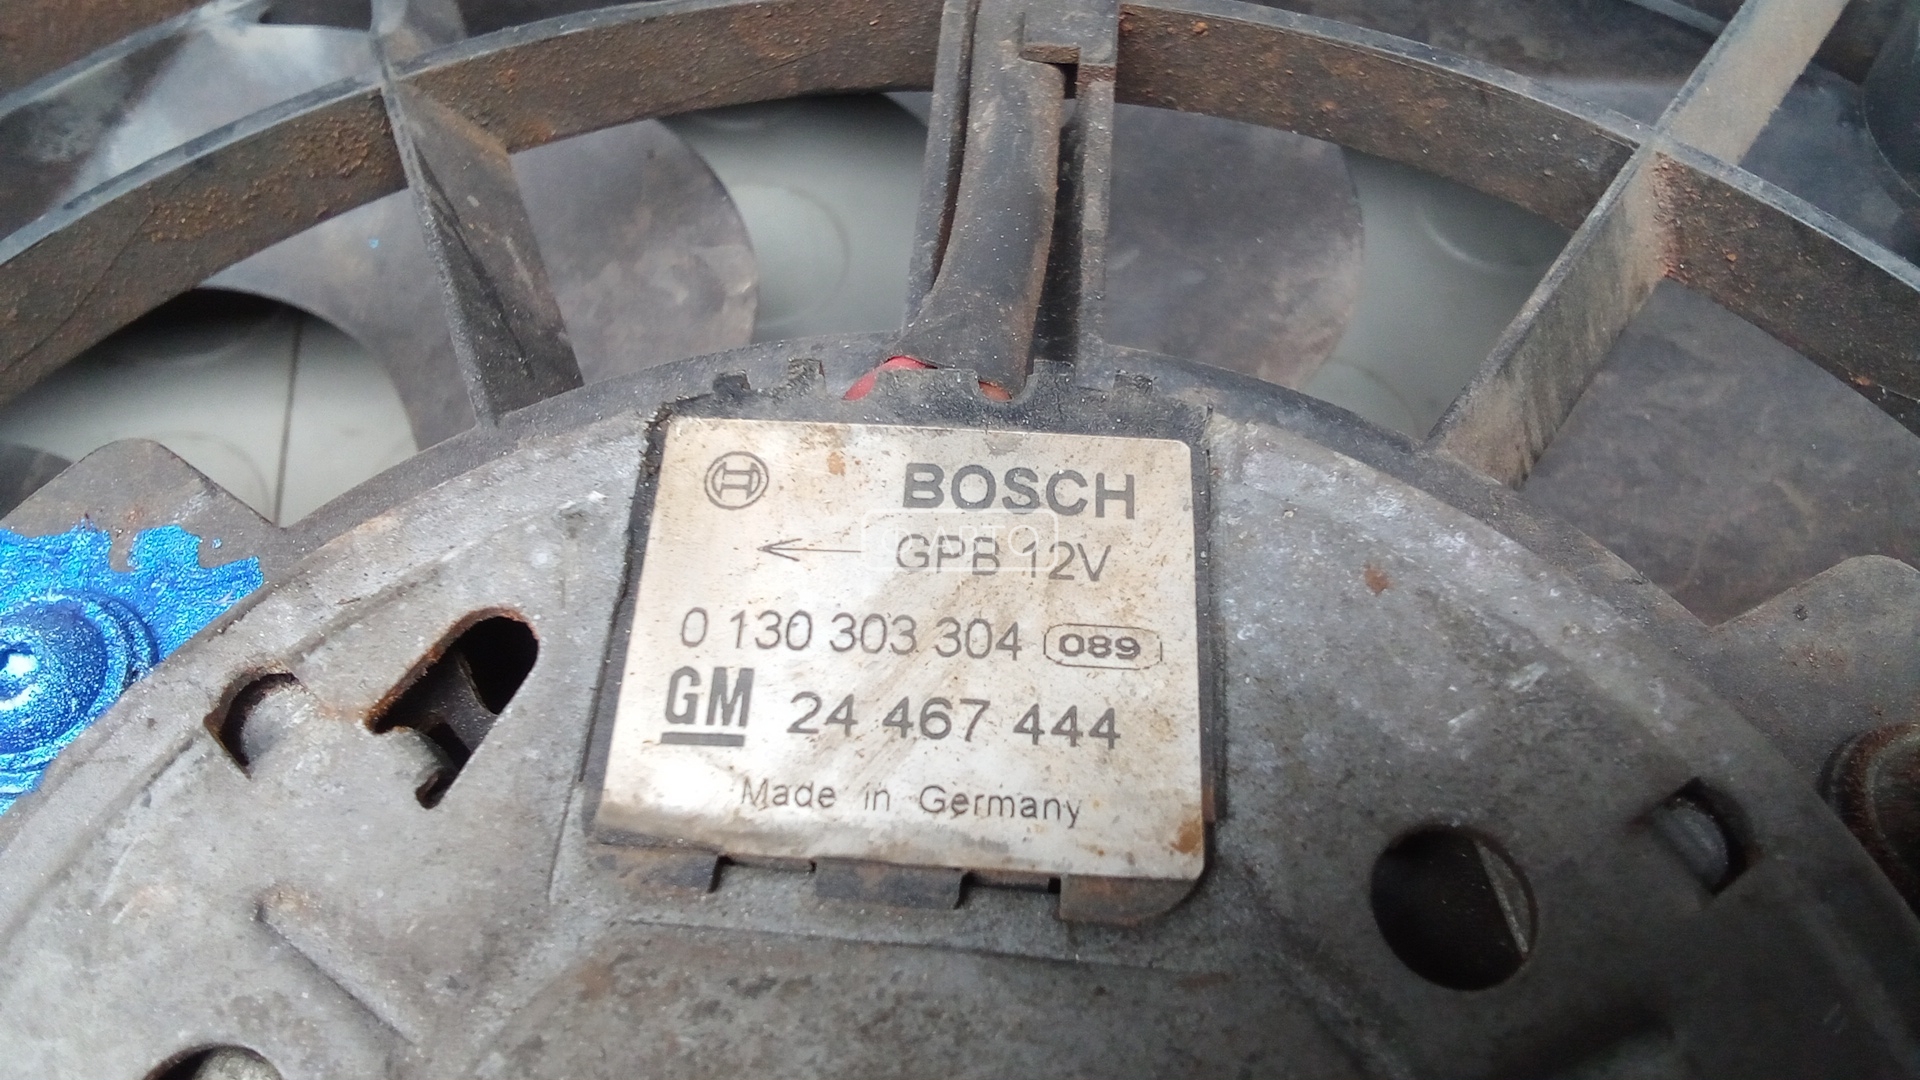 BOSCH
GPB 12V
0 130 303 304 089
GM 24 467 444
Made in Germany